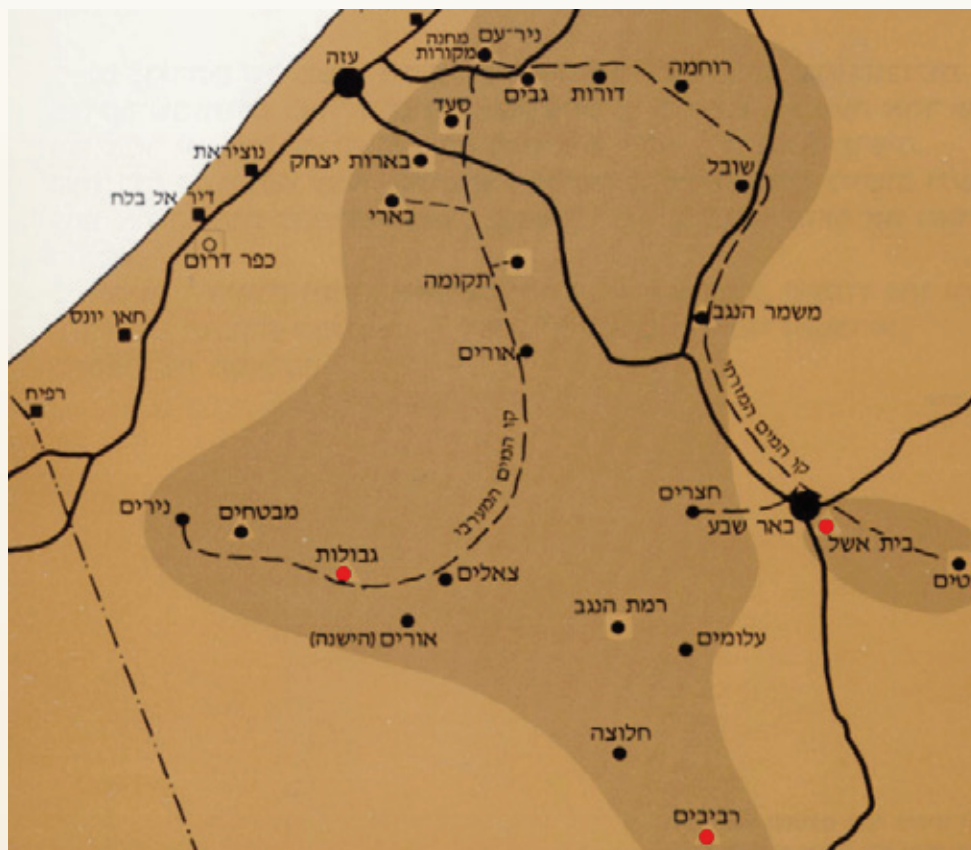 ניר־עם
מחנה
מקורות
עזה
רוחמה
דורות
גבים
סעד
נוציראת
בארות יצחק
שובל
דיר אל בלח
בארי
כפר דרום
תקומה
חאן יונס
משמר הנגב
אורים
רפיח
קו המים המזרחי
קו המים המערבי
חצרים
נירים
מבטחים
באר שבע
בית אשל
גבולות
צאלים
טים
רמת הנגב
אורים (הישנה)
עלומים
חלוצה
רביבים